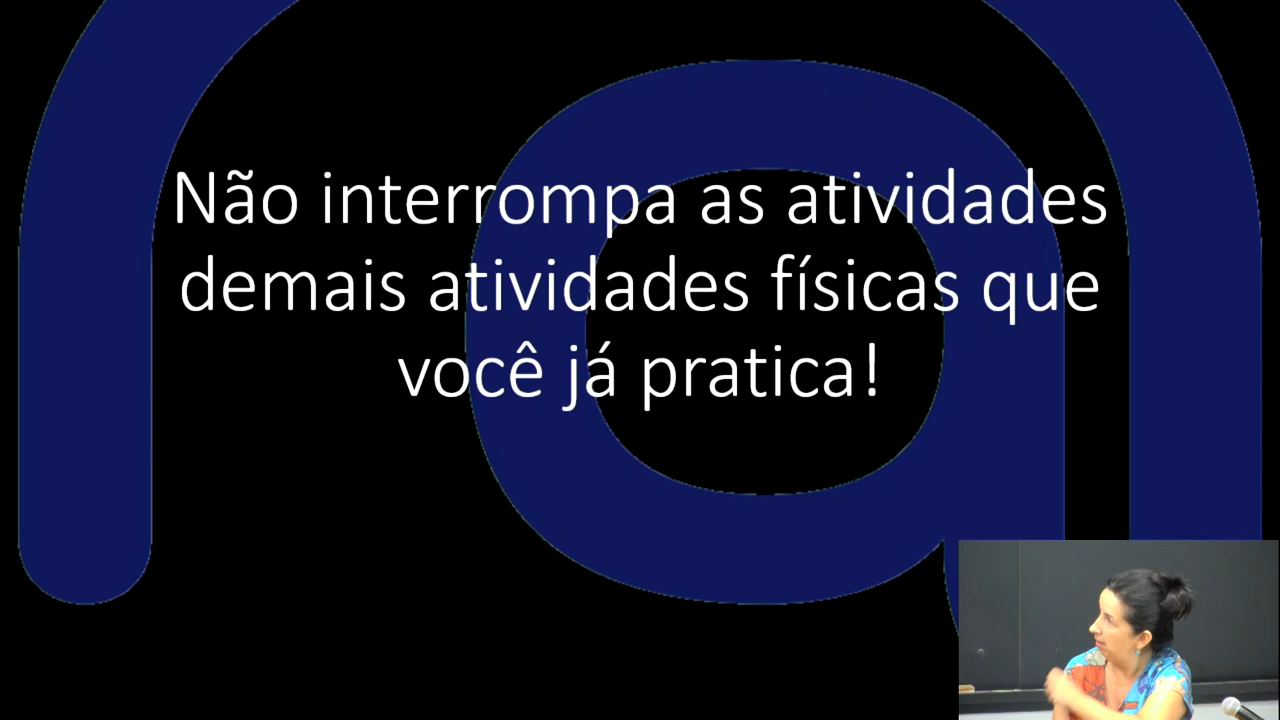 Não interrompa as atividades
demais atividades físicas que
você já pratica!